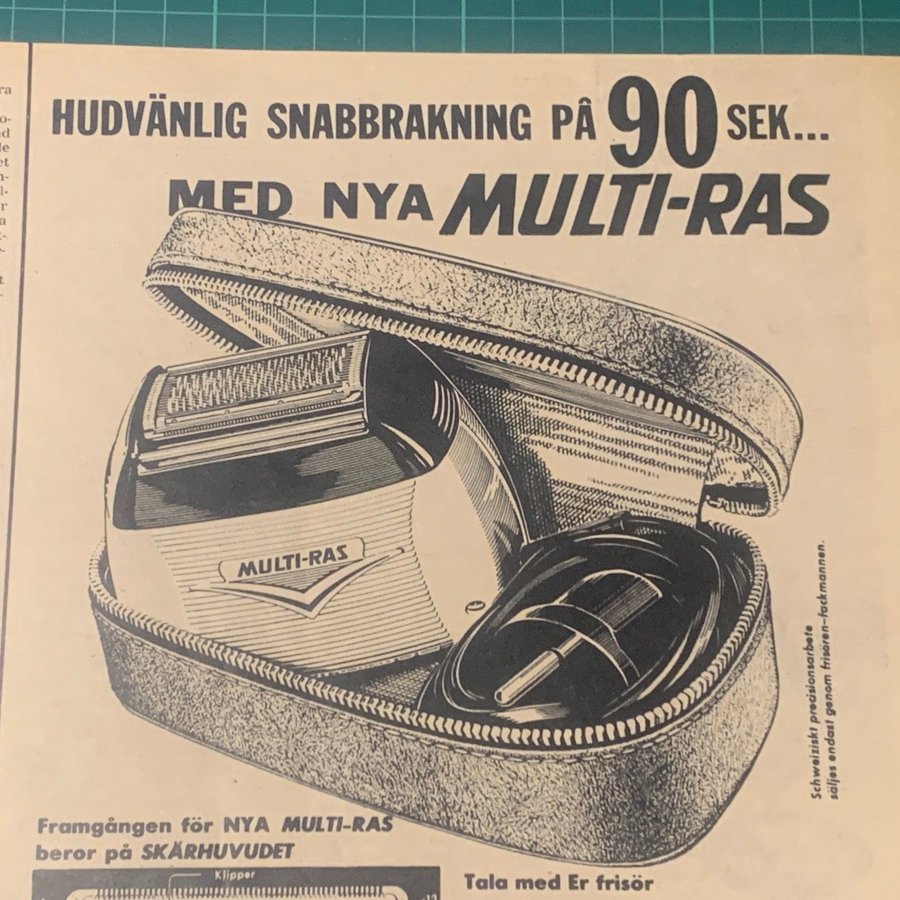 HUDVÄNLIG SNABBRAKNING PÅ 90 SEK...
MED NYA MULTI-RAS
MULTI-RAS
Schweiziskt precisionsarbete
säljes endast genom frisören-fackmannen.
Framgången för NYA MULTI-RAS
beror på SKÄRHUVUDET
Klipper
Tala med Er frisör